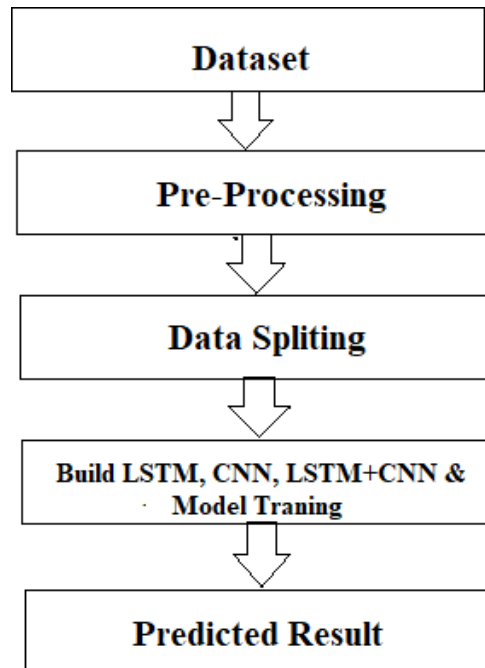 Dataset
Pre-Processing
Data Spliting
Build LSTM, CNN, LSTM+CNN &
Model Traning
Predicted Result